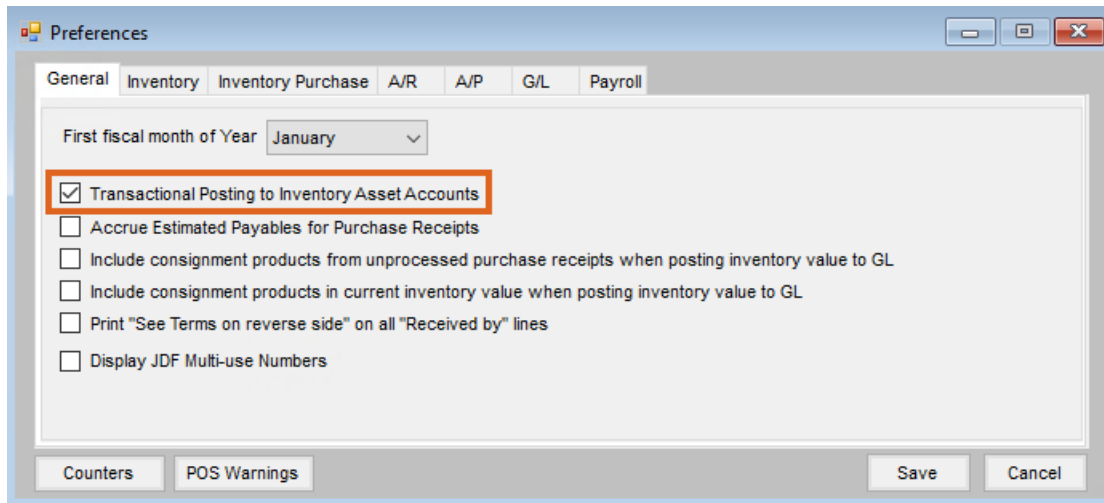 Preferences
General Inventory Inventory Purchase A/R A/P G/L Payroll
First fiscal month of Year January
Transactional Posting to Inventory Asset Accounts
Accrue Estimated Payables for Purchase Receipts
Include consignment products from unprocessed purchase receipts when posting inventory value to GL
Include consignment products in current inventory value when posting inventory value to GL
Print "See Terms on reverse side" on all "Received by" lines
Display JDF Multi-use Numbers
Counters POS Warnings Save Cancel